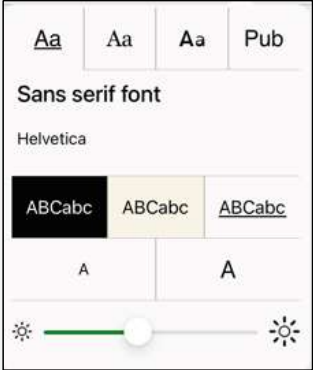 Aa Aa Aa Pub
Sans serif font
Helvetica
ABCabc ABCabc ABCabc
A A